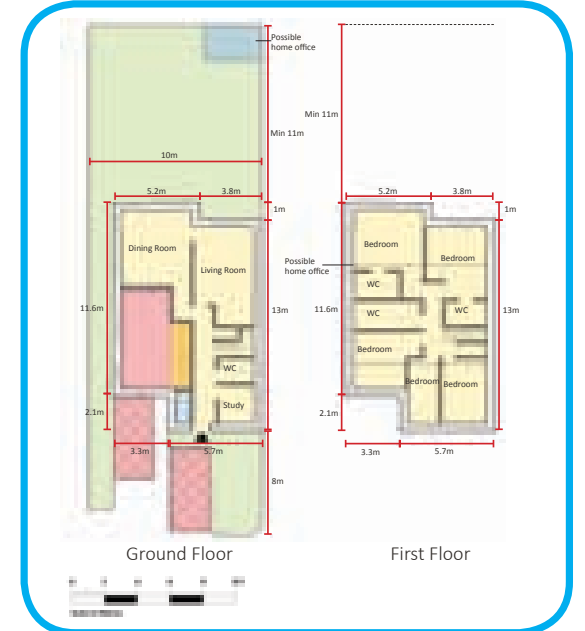 Possible
home office
Min 11m
10m
5.2m
3.8m
1m
Dining Room
Living Room
11.6m
13m
WC
Study
2.1m
3.3m
5.7m
8m
Ground Floor
Min 11m
5.2m
3.8m
1m
Bedroom
Bedroom
Possible
home office
WC
11.6m
WC
WC
13m
Bedroom
Bedroom
Bedroom
2.1m
3.3m
5.7m
First Floor